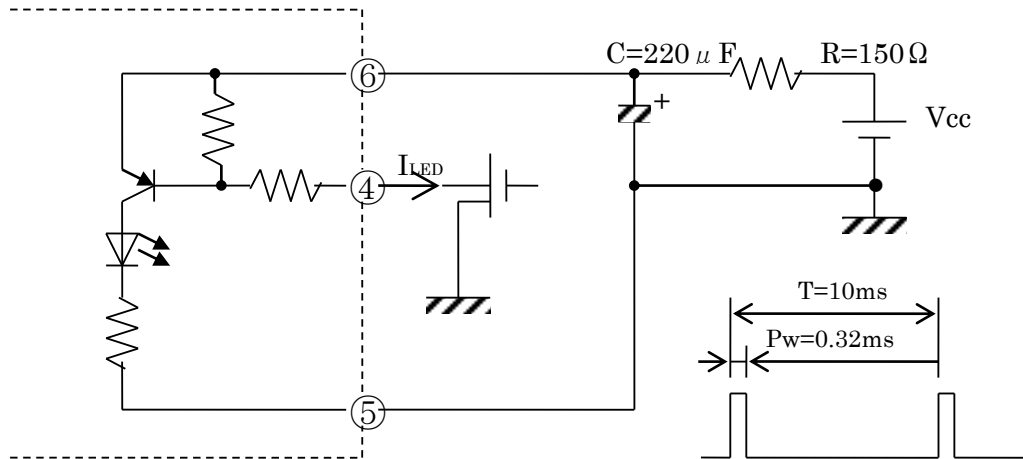 C=220μF R=150Ω
⑥
+
Vcc
ILED
④
T=10ms
Pw=0.32ms
⑤